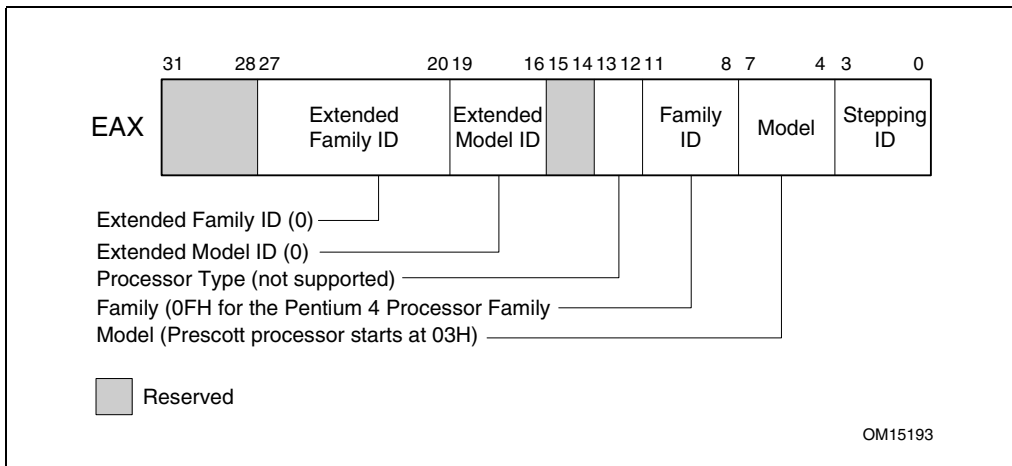 31 28 27 20 19 16 15 14 13 12 11 8 7 4 3 0
EAX
Extended Family ID
Extended Model ID
Family ID
Model
Stepping ID
Extended Family ID (0)
Extended Model ID (0)
Processor Type (not supported)
Family (0FH for the Pentium 4 Processor Family
Model (Prescott processor starts at 03H)
Reserved
OM15193